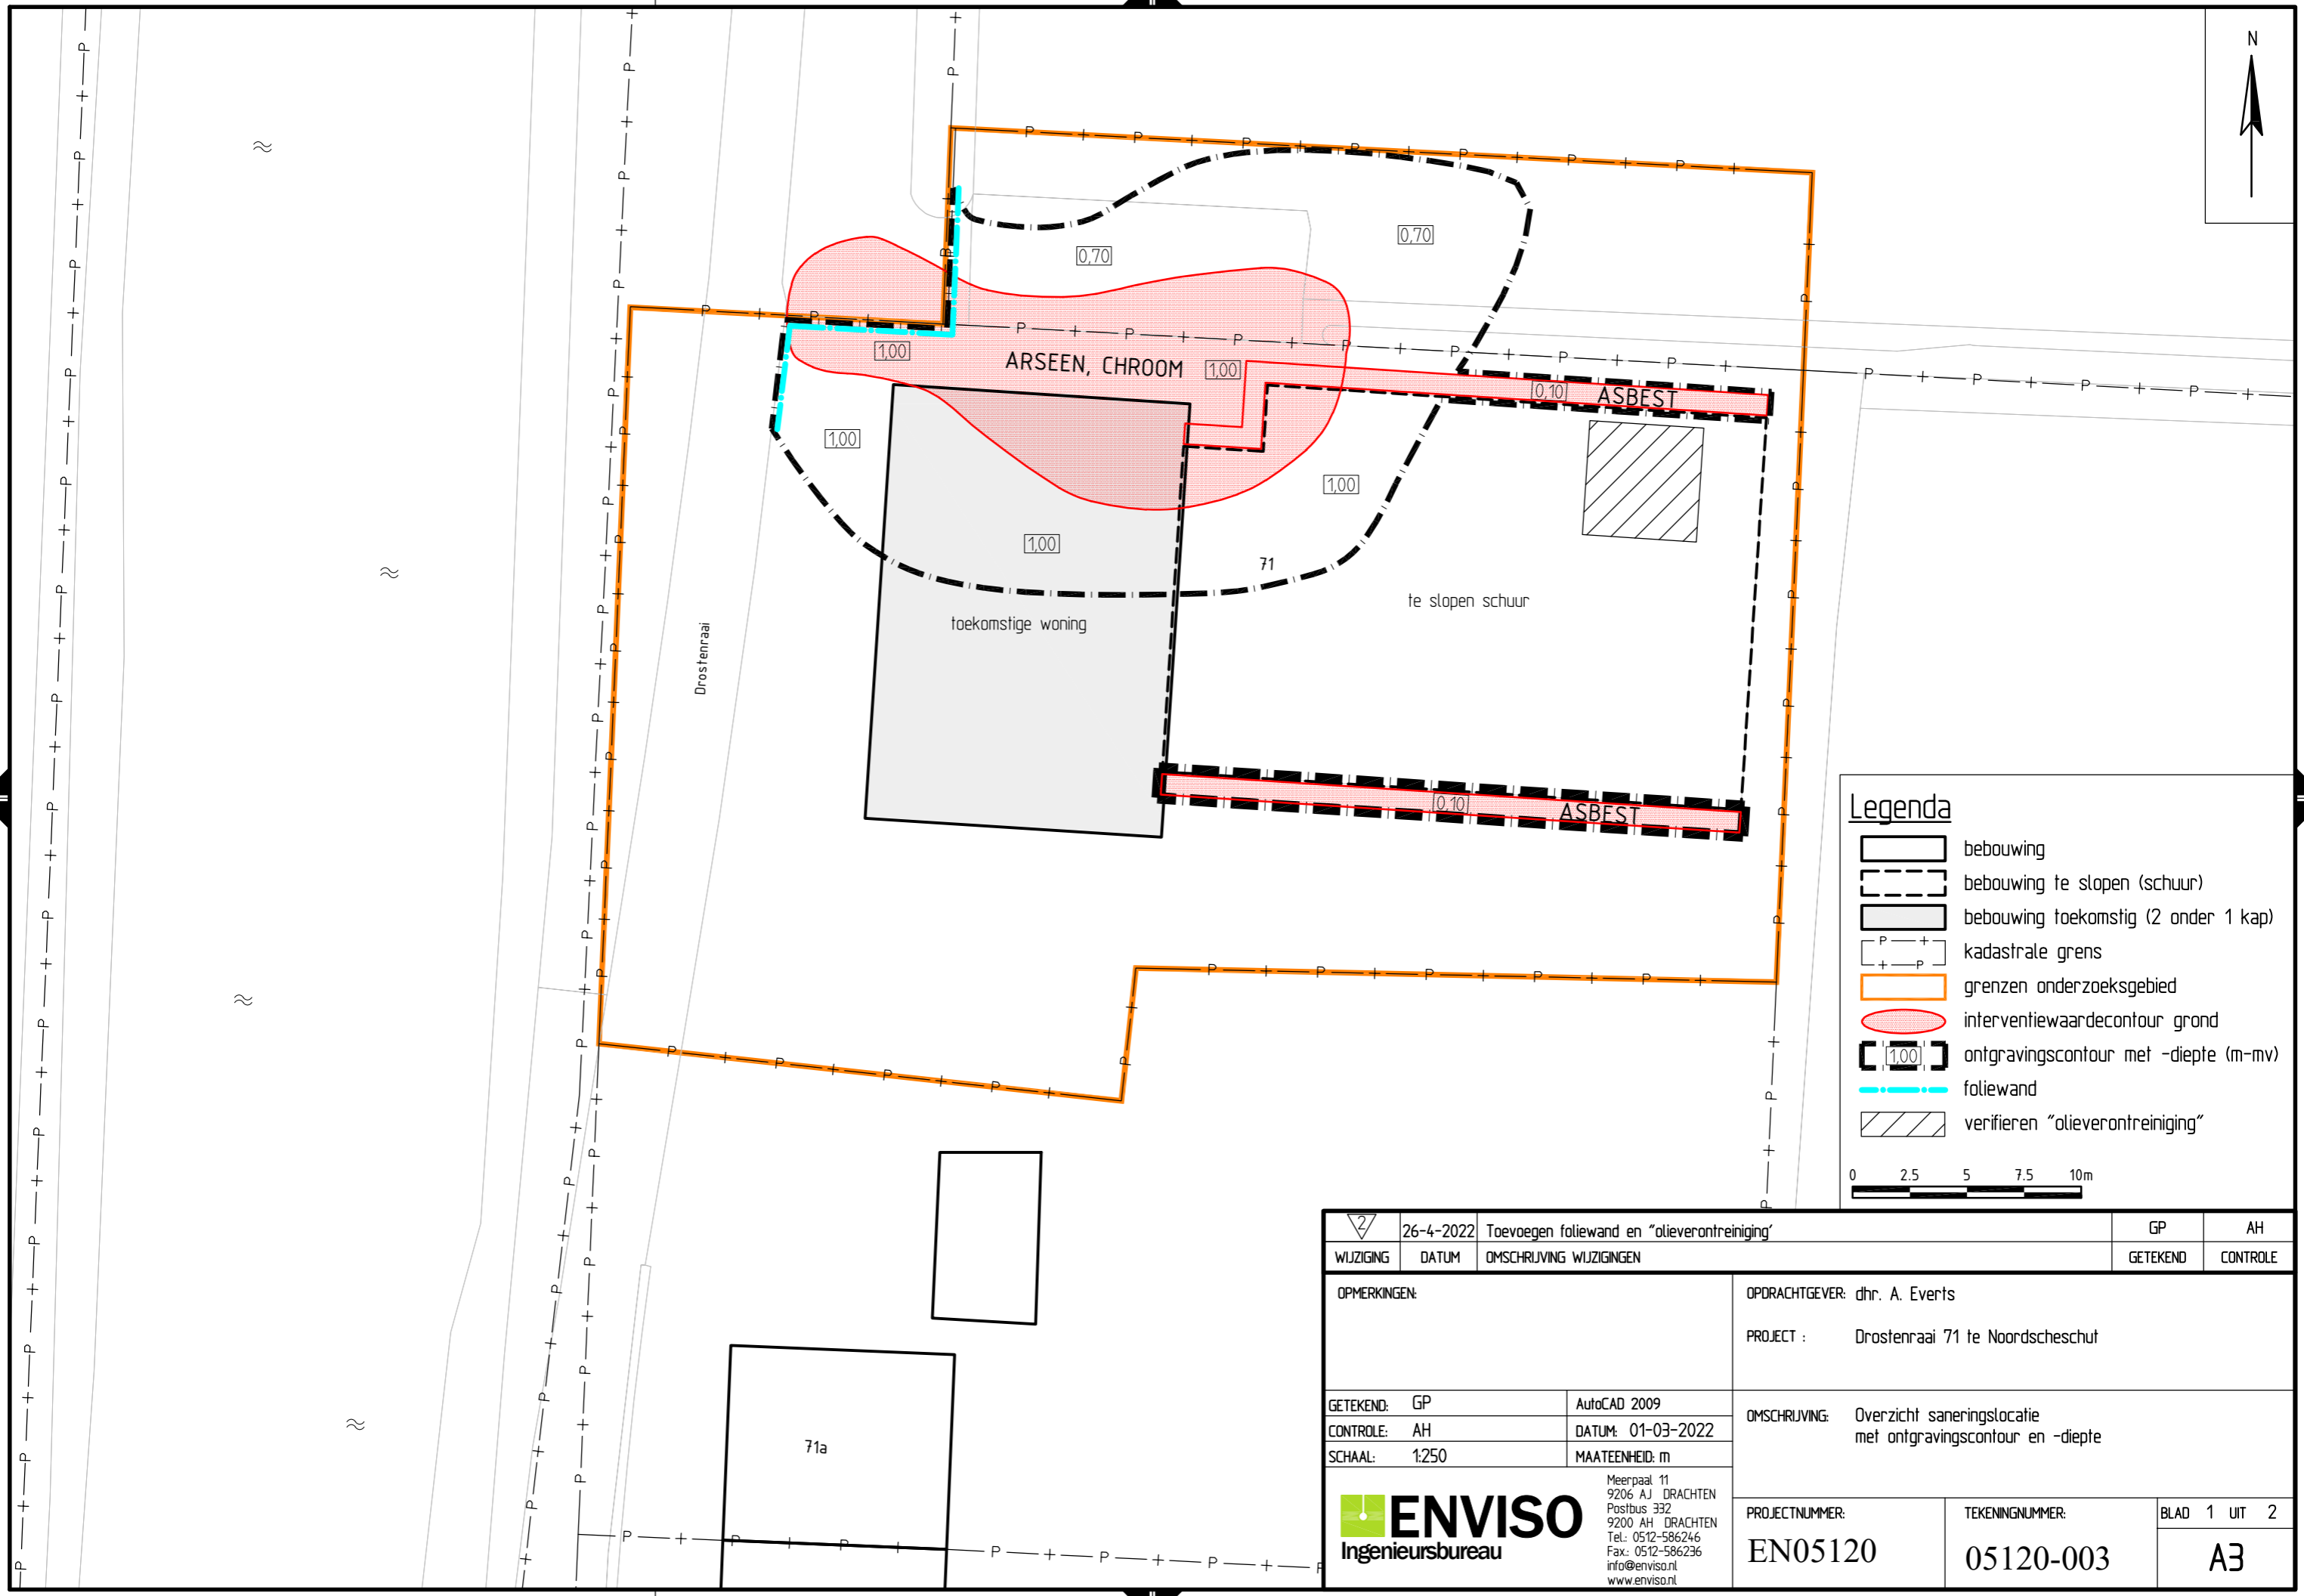 N
0,70
0,70
1,00
ARSEEN, CHROOM
1,00
0,10
ASBEST
1,00
1,00
1,00
71
te slopen schuur
toekomstige woning
Drostenraai
0,10
ASBEST
71a
Legenda
bebouwing
bebouwing te slopen (schuur)
bebouwing toekomstig (2 onder 1 kap)
P + + P kadastrale grens
grenzen onderzoeksgebied
interventiewaardecontour grond
1,00 ontgravingscontour met -diepte (m-mv)
foliewand
verifieren "olieverontreiniging"
0 2.5 5 7.5 10m
2 26-4-2022 Toevoegen foliewand en "olieverontreiniging' GP AH
WIJZIGING DATUM OMSCHRIJVING WIJZIGINGEN GETEKEND CONTROLE
OPMERKINGEN:
OPDRACHTGEVER: dhr. A. Everts
PROJECT : Drostenraai 71 te Noordscheschut
GETEKEND: GP AutoCAD 2009
CONTROLE: AH DATUM: 01-03-2022
SCHAAL: 1:250 MAATEENHEID: m
OMSCHRIJVING: Overzicht saneringslocatie
met ontgravingscontour en -diepte
ENVISO
Ingenieursbureau
Meerpaal 11
9206 AJ DRACHTEN
Postbus 332
9200 AH DRACHTEN
Tel.: 0512-586246
Fax.: 0512-586236
info@enviso.nl
www.enviso.nl
PROJECTNUMMER:
EN05120
TEKENINGNUMMER:
05120-003
BLAD 1 UIT 2
A3